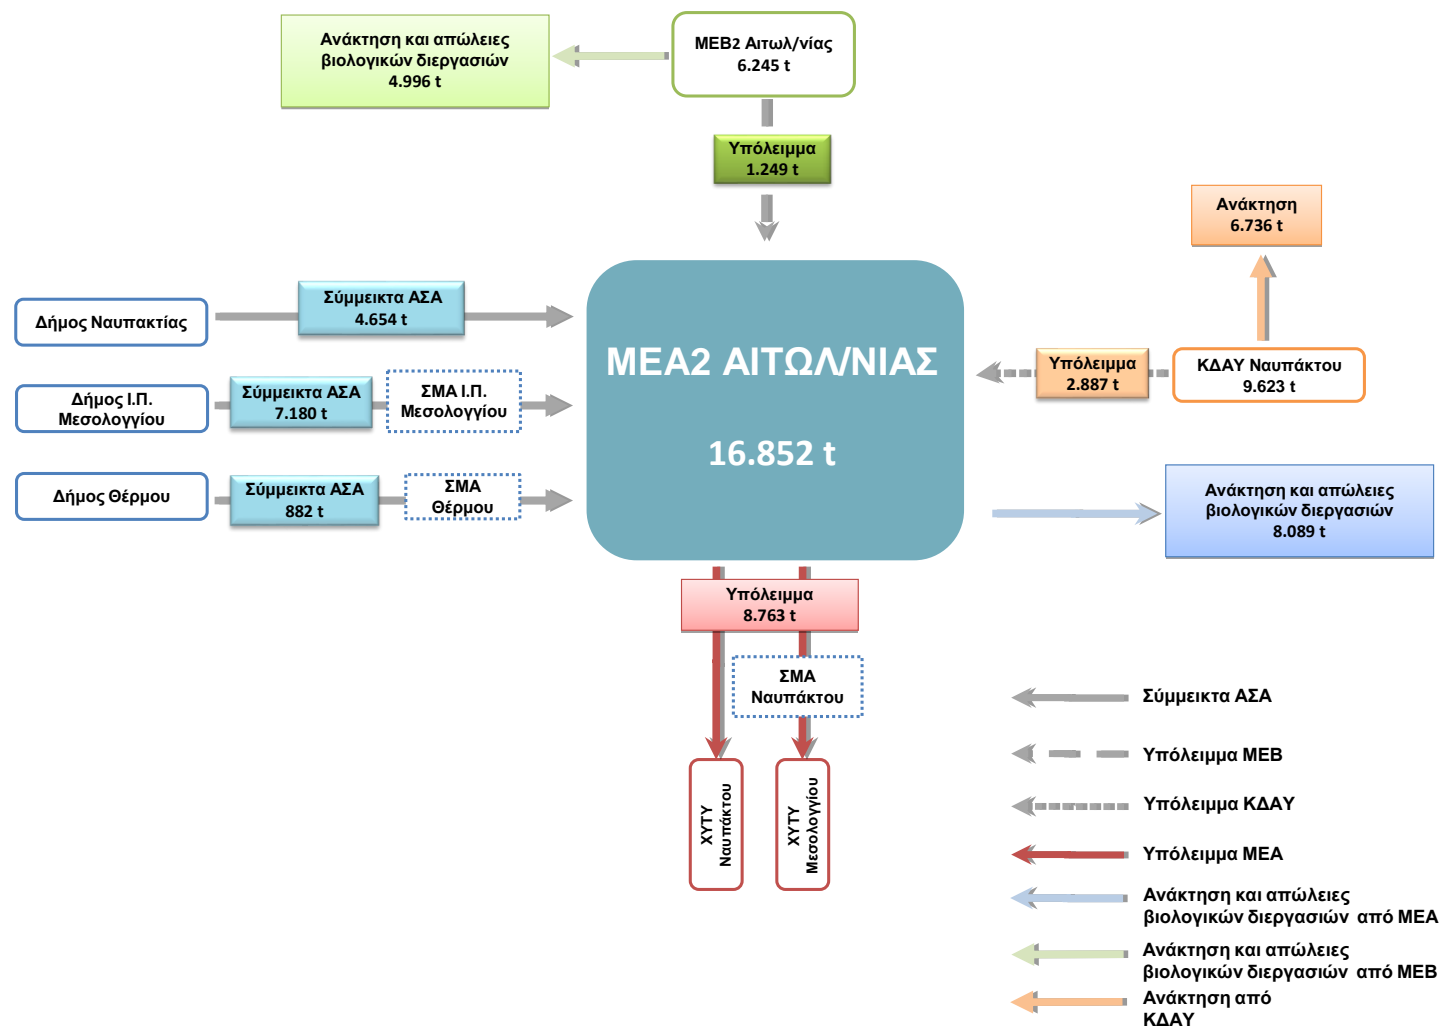 Ανάκτηση και απώλειες
βιολογικών διεργασιών
4.996 t
ΜΕΒ2 Αιτωλ/νίας
6.245 t
Υπόλειμμα
1.249 t
Ανάκτηση
6.736 t
Δήμος Ναυπακτίας
Σύμμεικτα ΑΣΑ
4.654 t
ΜΕΑ2 ΑΙΤΩΛ/ΝΙΑΣ
16.852 t
Υπόλειμμα
2.887 t
ΚΔΑΥ Ναυπάκτου
9.623 t
Δήμος Ι.Π.
Μεσολογγίου
Σύμμεικτα ΑΣΑ
7.180 t
ΣΜΑ Ι.Π.
Μεσολογγίου
Δήμος Θέρμου
Σύμμεικτα ΑΣΑ
882 t
ΣΜΑ
Θέρμου
Ανάκτηση και απώλειες
βιολογικών διεργασιών
8.089 t
Υπόλειμμα
8.763 t
ΣΜΑ
Ναυπάκτου
ΧΥΤΥ
Ναυπάκτου
ΧΥΤΥ
Μεσολογγίου
Σύμμεικτα ΑΣΑ
Υπόλειμμα ΜΕΒ
Υπόλειμμα ΚΔΑΥ
Υπόλειμμα ΜΕΑ
Ανάκτηση και απώλειες
βιολογικών διεργασιών από ΜΕΑ
Ανάκτηση και απώλειες
βιολογικών διεργασιών από ΜΕΒ
Ανάκτηση από
ΚΔΑΥ